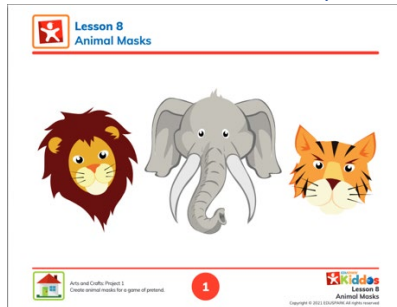 Lesson 8
Animal Masks
Arts and Crafts: Project 1
Create animal masks for a game of pretend.
1
Kiddos
Lesson 8
Animal Masks
Copyright © 2021 EDUSPARK All rights reserved